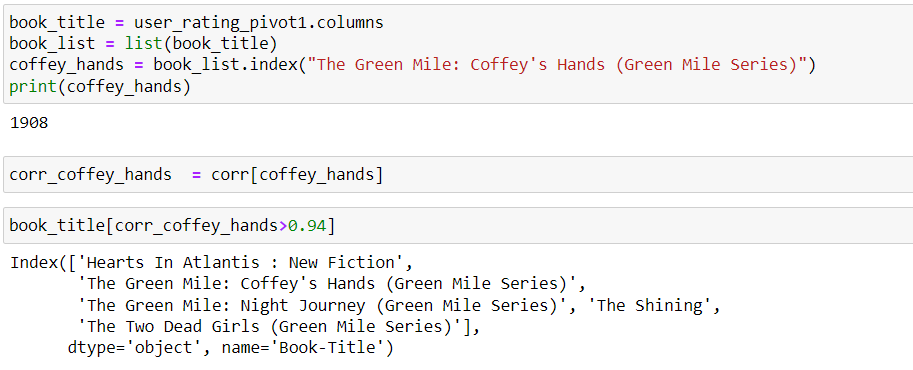 book_title = user_rating_pivot1.columns
book_list = list(book_title)
coffey_hands = book_list.index("The Green Mile: Coffey's Hands (Green Mile Series)")
print(coffey_hands)
1908
corr_coffey_hands  = corr[coffey_hands]
book_title[corr_coffey_hands>0.94]
Index(['Hearts In Atlantis : New Fiction',
       'The Green Mile: Coffey's Hands (Green Mile Series)',
       'The Green Mile: Night Journey (Green Mile Series)', 'The Shining',
       'The Two Dead Girls (Green Mile Series)'],
      dtype='object', name='Book-Title')